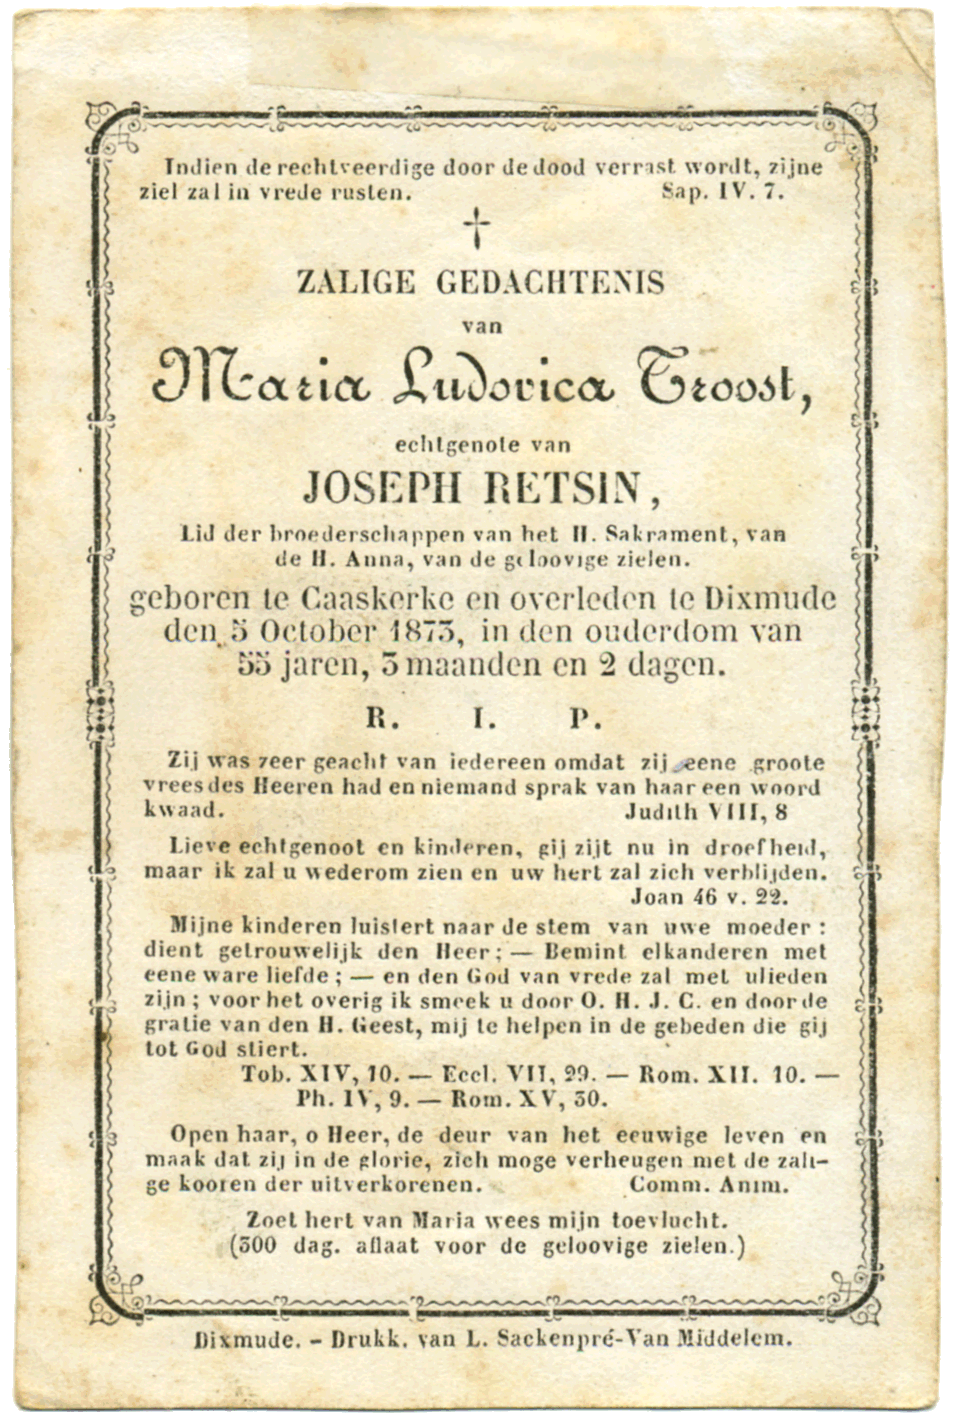 Indien de rechtveerdige door de dood verrast wordt, zijne
ziel zal in vrede rusten. Sap. IV. 7.
ZALIGE GEDACHTENIS
van
Maria Ludovica Troost,
echtgenote van
JOSEPH RETSIN,
Lid der broederschappen van het H. Sakrament, van
de H. Anna, van de geloovige zielen.
geboren te Caaskerke en overleden te Dixmude
den 5 October 1873, in den ouderdom van
55 jaren, 3 maanden en 2 dagen.
R. I. P.
Zij was zeer geacht van iedereen omdat zij eene groote
vrees des Heeren had en niemand sprak van haar een woord
kwaad. Judith VIII, 8
Lieve echtgenoot en kinderen, gij zijt nu in droefheid,
maar ik zal u wederom zien en uw hert zal zich verblijden.
Joan 46 v. 22.
Mijne kinderen luistert naar de stem van uwe moeder :
dient getrouwelijk den Heer ; — Bemint elkanderen met
eene ware liefde ; — en den God van vrede zal met ulieden
zijn ; voor het overig ik smeek u door O. H. J. C. en door de
gratie van den H. Geest, mij te helpen in de gebeden die gij
tot God stiert.
Tob. XIV, 10. — Eccl. VII, 29. — Rom. XII. 10. —
Ph. IV, 9. — Rom. XV, 30.
Open haar, o Heer, de deur van het eeuwige leven en
maak dat zij in de glorie, zich moge verheugen met de zali-
ge kooren der uitverkorenen. Comm. Anim.
Zoet hert van Maria wees mijn toevlucht.
(300 dag. aflaat voor de geloovige zielen.)
Dixmude. - Drukk. van L. Sackenpré-Van Middelem.